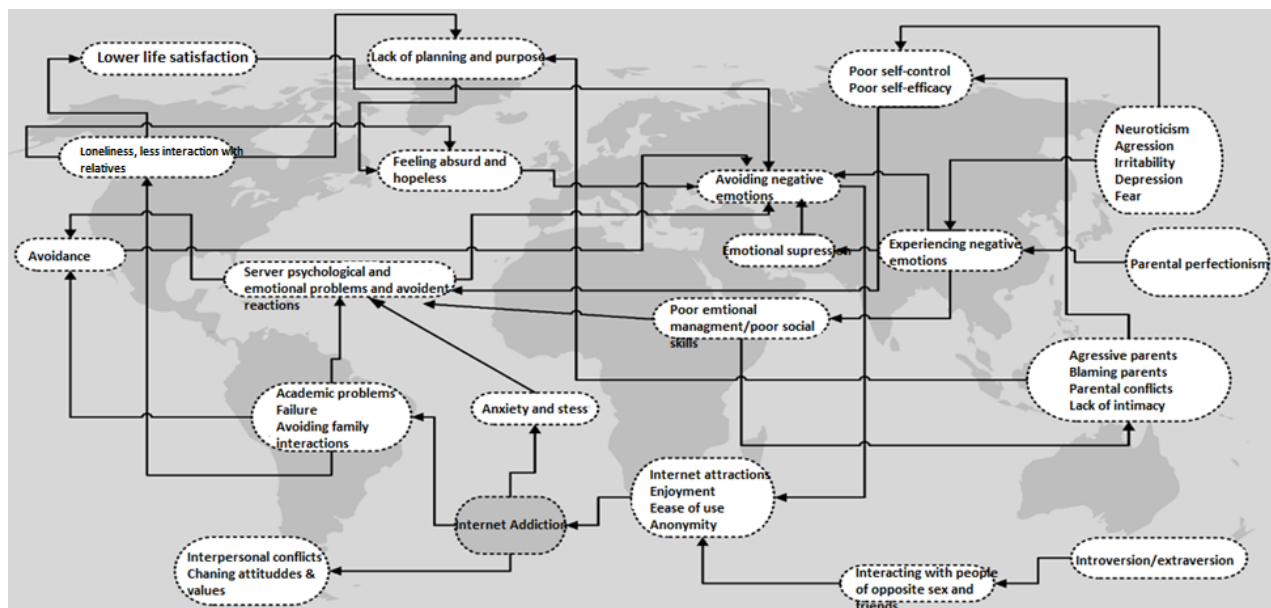 Lower life satisfaction
Lack of planning and purpose
Poor self-control
Poor self-efficacy
Neuroticism
Agression
Irritability
Depression
Fear
Loneliness, less interaction with
relatives
Feeling absurd and
hopeless
Avoiding negative
emotions
Avoidance
Emotional supression
Experiencing negative
emotions
Parental perfectionism
Server psychological and
emotional problems and avoident
reactions
Poor emtional
managment/poor social
skills
Agressive parents
Blaming parents
Parental conflicts
Lack of intimacy
Academic problems
Failure
Avoiding family
interactions
Anxiety and stess
Internet attractions
Enjoyment
Eease of use
Anonymity
Internet Addiction
Interpersonal conflicts
Chaning attituddes &
values
Interacting with people
of opposite sex and
friends
Introversion/extraversion